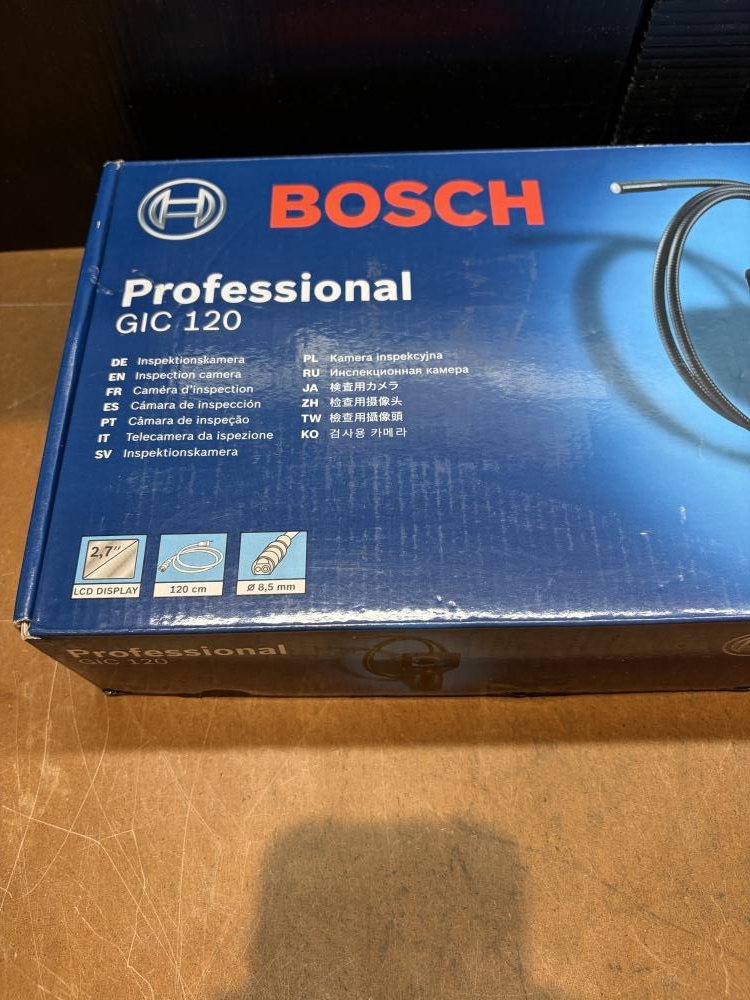 BOSCH
Professional
GIC 120
DE Inspektionskamera
EN Inspection camera
FR Caméra d'inspection
ES Cámara de inspección
PT Câmara de inspeção
IT Telecamera da ispezione
SV Inspektionskamera
PL Kamera inspekcyjna
RU Инспекционная камера
JA 検査用カメラ
ZH 检查用摄像头
TW 檢查用攝像頭
KO 검사용 카메라
2,7"
LCD DISPLAY
120 cm
Ø 8,5 mm
Professional
GIC 120